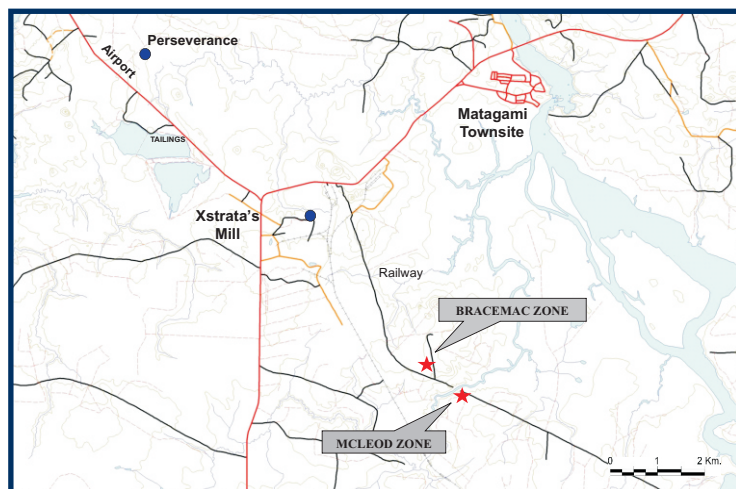 Perseverance
Airport
TAILINGS
Matagami
Townsite
Xstrata's
Mill
Railway
BRACEMAC ZONE
MCLEOD ZONE
0 1 2 Km.